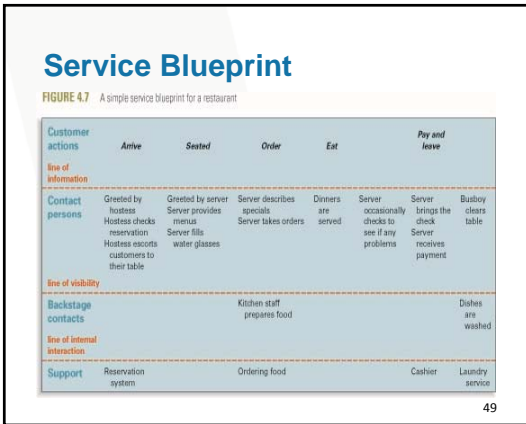 Service Blueprint
FIGURE 4.7 A simple service blueprint for a restaurant
Customer
actions
Arrive
Seated
Order
Eat
Pay and
leave
line of
information
Contact
persons
Greeted by
hostess
Hostess checks
reservation
Hostess escorts
customers to
their table
Greeted by server
Server provides
menus
Server fills
water glasses
Server describes
specials
Server takes orders
Dinners
are
served
Server
occasionally
checks to
see if any
problems
Server
brings the
check
Server
receives
payment
Busboy
clears
table
line of visibility
Backstage
contacts
Kitchen staff
prepares food
Dishes
are
washed
line of internal
interaction
Support
Reservation
system
Ordering food
Cashier
Laundry
service
49